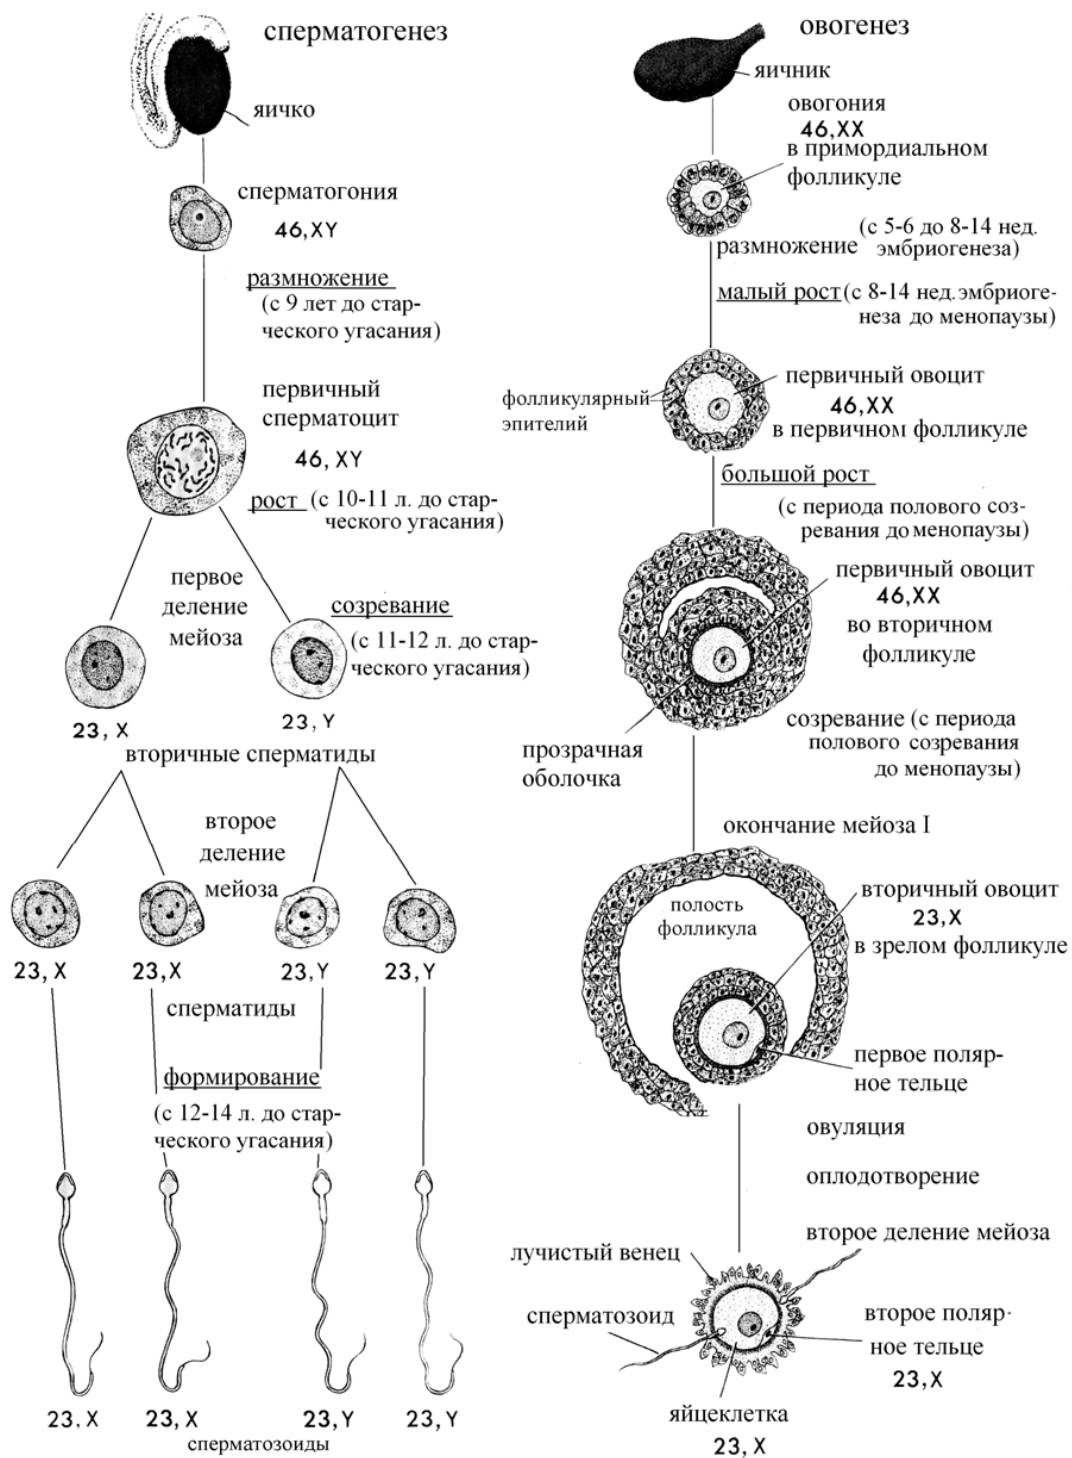 сперматогенез
яичко
сперматогония
46,XY
размножение
(с 9 лет до стар-
ческого угасания)
первичный
сперматоцит
46, XY
рост (с 10-11 л. до стар-
ческого угасания)
первое
деление
мейоза
созревание
(с 11-12 л. до стар-
ческого угасания)
23, X
23, Y
вторичные сперматиды
второе
деление
мейоза
23, X
23, X
23, Y
23, Y
сперматиды
формирование
(с 12-14 л. до стар-
ческого угасания)
23, X
23, X
23, Y
23, Y
сперматозоиды
овогенез
яичник
овогония
46,XX
в примордиальном
фолликуле
размножение (с 5-6 до 8-14 нед.
эмбриогенеза)
малый рост (с 8-14 нед. эмбриоге-
неза до менопаузы)
фолликулярный
эпителий
первичный овоцит
46,XX
в первичном фолликуле
большой рост
(с периода полового соз-
ревания до менопаузы)
первичный овоцит
46,XX
во вторичном
фолликуле
прозрачная
оболочка
созревание (с периода
полового созревания
до менопаузы)
окончание мейоза I
полость
фолликула
вторичный овоцит
23,X
в зрелом фолликуле
первое поляр-
ное тельце
овуляция
оплодотворение
второе деление мейоза
лучистый венец
сперматозоид
второе поляр-
ное тельце
23,X
яйцеклетка
23, X